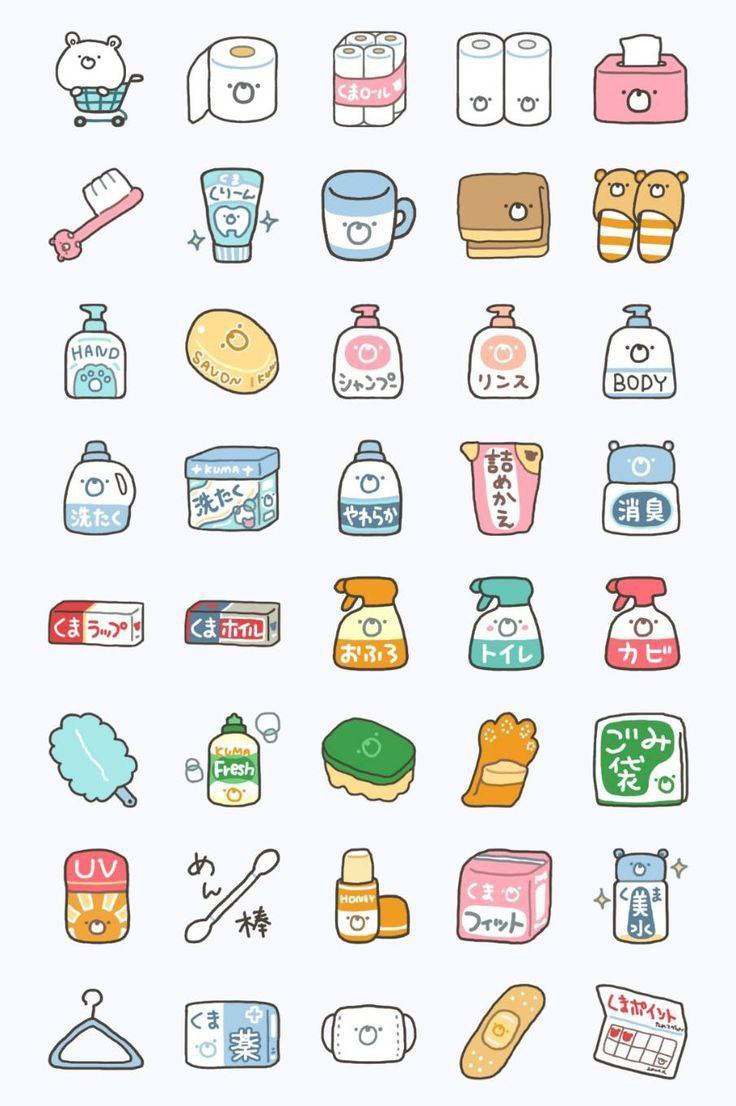 くまロール
くま
くりーん
HAND
SAVON
シャンプー
リンス
BODY
洗たく
KUMA
洗たく
やわらか
詰めかえ
消臭
くまラップ
くまホイル
おふろ
トイレ
カビ
KUMA
Fresh
ごみ
袋
UV
めん
棒
HONEY
くま
フィット
くま
美水
くま
薬
くまポイント